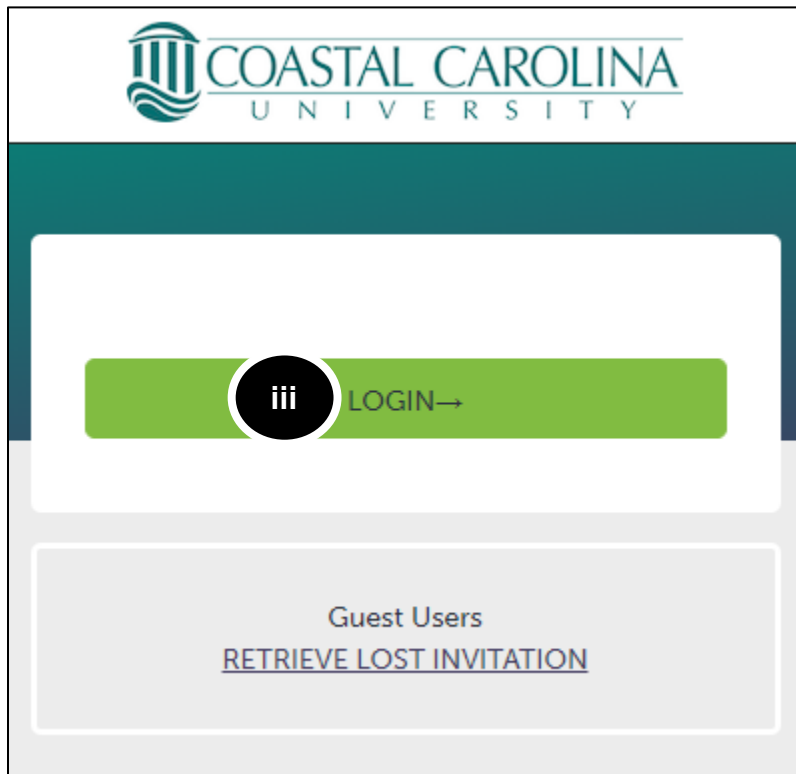 COASTAL CAROLINA
UNIVERSITY
iii LOGIN→
Guest Users
RETRIEVE LOST INVITATION